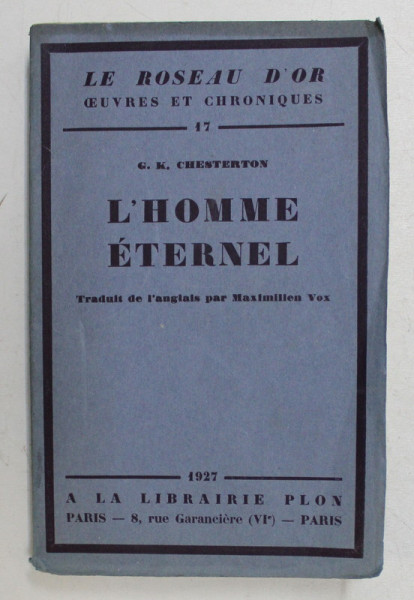 LE ROSEAU D'OR
ŒUVRES ET CHRONIQUES
17
G. K. CHESTERTON
L'HOMME
ÉTERNEL
Traduit de l'anglais par Maximilien Vox
1927
A LA LIBRAIRIE PLON
PARIS — 8, rue Garancière (VIe) — PARIS